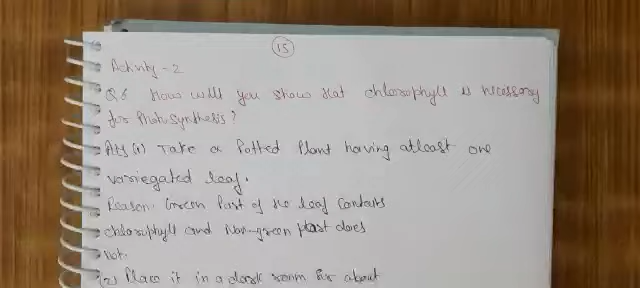 15
Activity - 2
Q.6 How will you show that chlorophyll is necessary
for Photosynthesis?
Ans (1) Take a Potted Plant having atleast one
variegated leaf.
Reason: Green Part of the leaf contains
chlorophyll and Non-green part does
not.
(2) Place it in a dark room for about